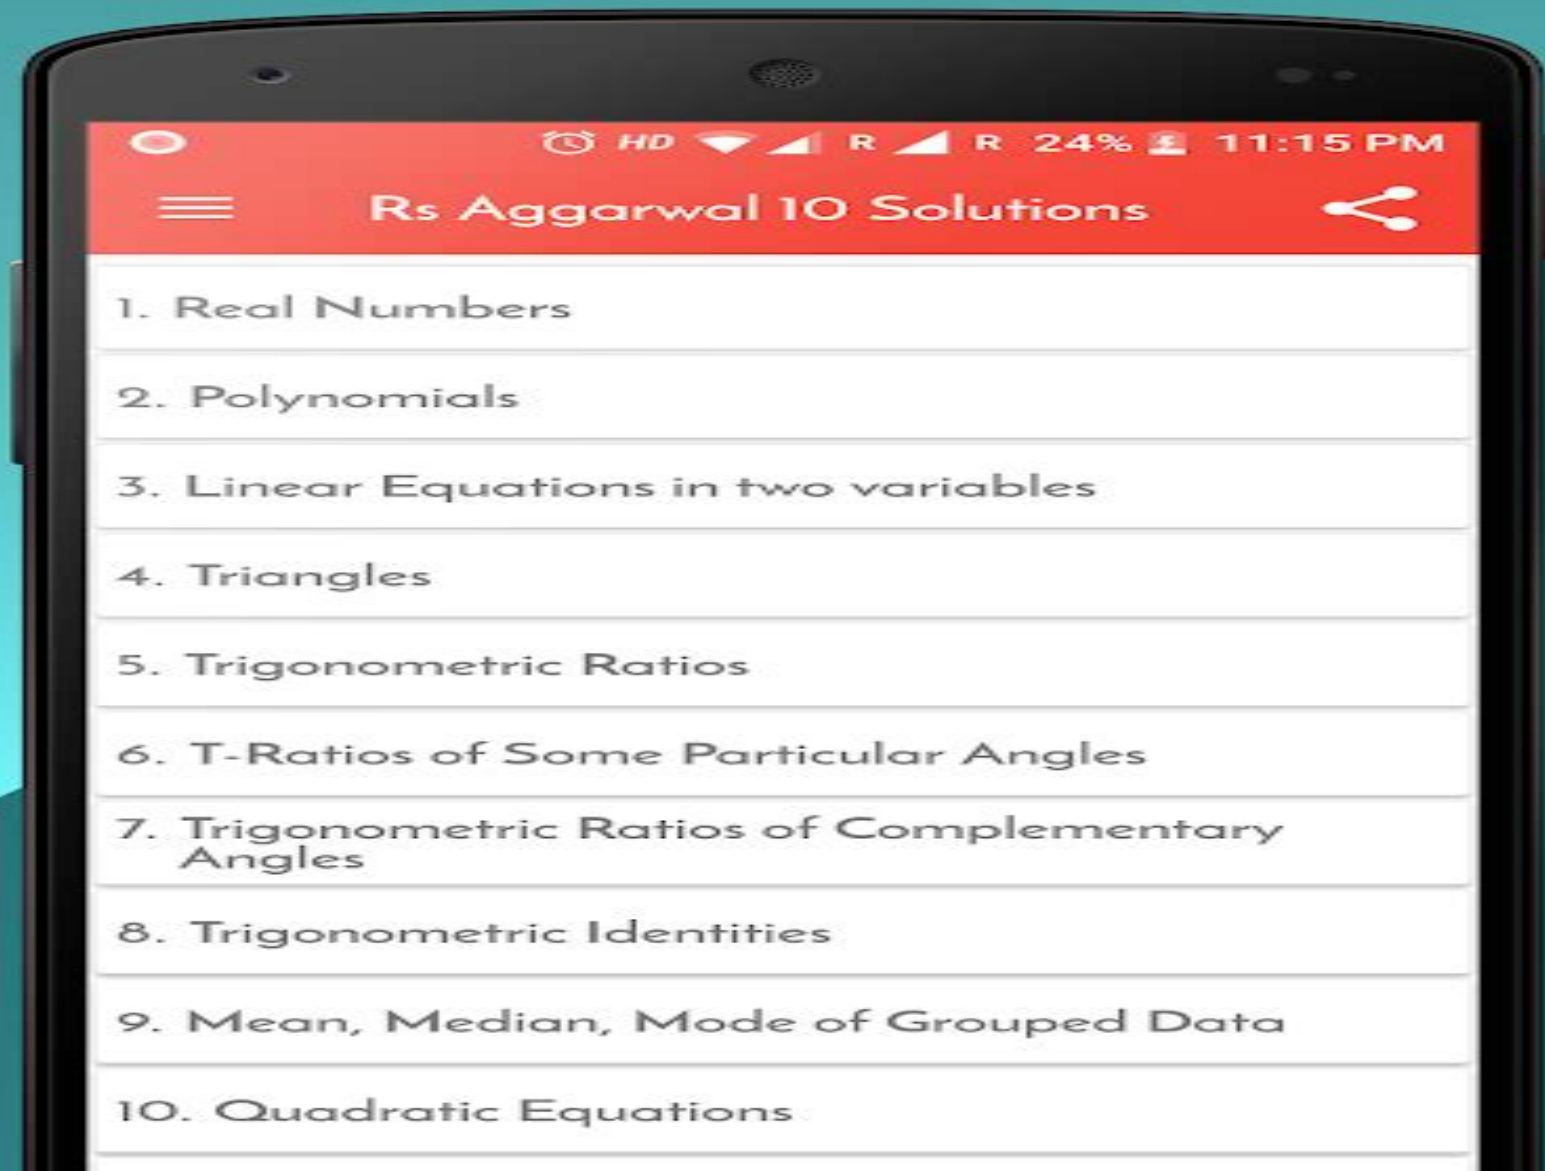 HD R R 24% 11:15 PM
Rs Aggarwal 10 Solutions
1. Real Numbers
2. Polynomials
3. Linear Equations in two variables
4. Triangles
5. Trigonometric Ratios
6. T-Ratios of Some Particular Angles
7. Trigonometric Ratios of Complementary
Angles
8. Trigonometric Identities
9. Mean, Median, Mode of Grouped Data
10. Quadratic Equations